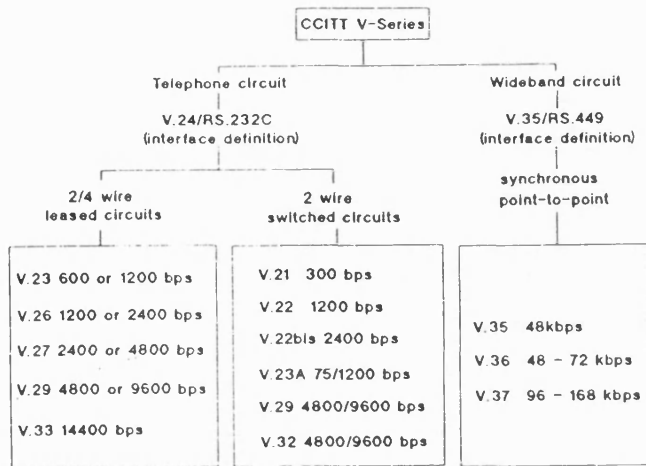 CCITT V-Series
Telephone circuit
Wideband circuit
V.24/RS.232C
(interface definition)
V.35/RS.449
(interface definition)
2/4 wire
leased circuits
2 wire
switched circuits
synchronous
point-to-point
V.23 600 or 1200 bps
V.26 1200 or 2400 bps
V.27 2400 or 4800 bps
V.29 4800 or 9600 bps
V.33 14400 bps
V.21 300 bps
V.22 1200 bps
V.22bis 2400 bps
V.23A 75/1200 bps
V.29 4800/9600 bps
V.32 4800/9600 bps
V.35 48kbps
V.36 48 - 72 kbps
V.37 96 - 168 kbps